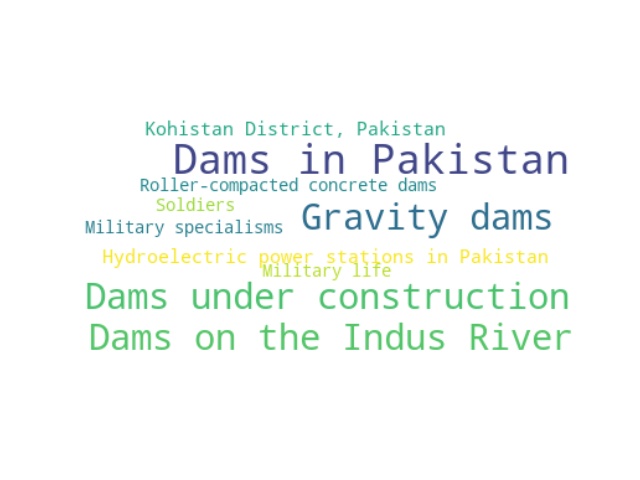 Kohistan District, Pakistan
Dams in Pakistan
Roller-compacted concrete dams
Soldiers
Gravity dams
Military specialisms
Hydroelectric power stations in Pakistan
Military life
Dams under construction
Dams on the Indus River